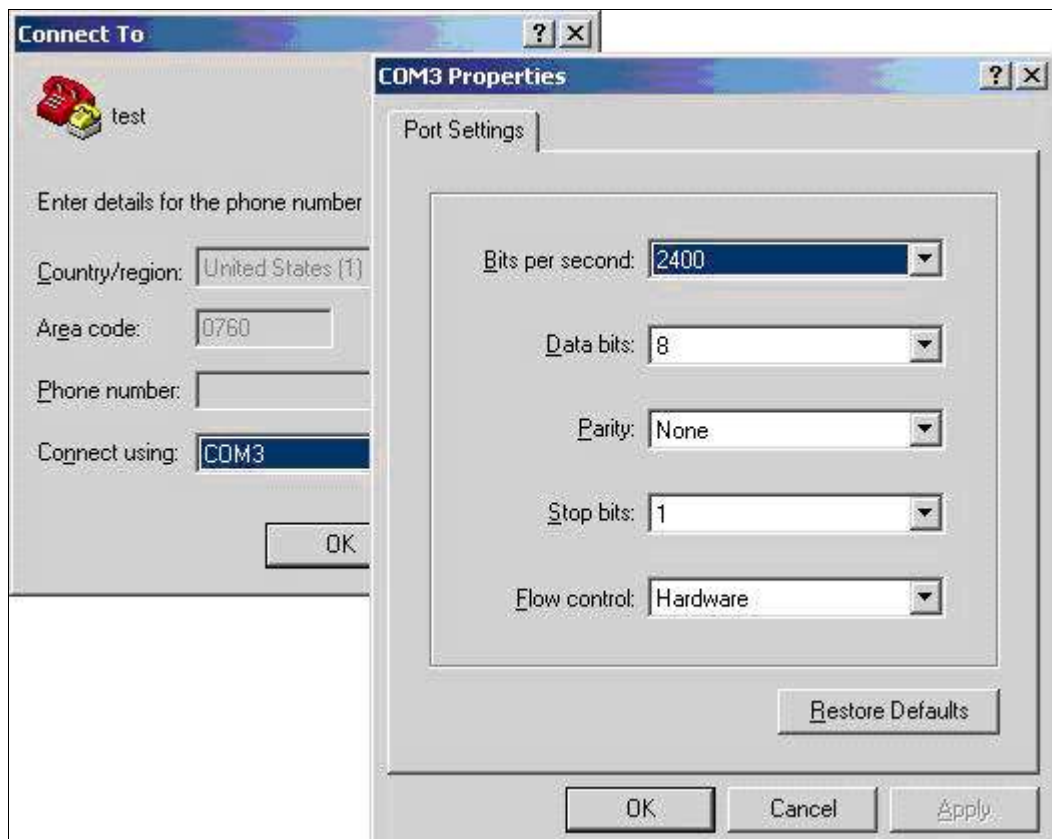 Connect To
test
Enter details for the phone number
Country/region: United States (1)
Area code: 0760
Phone number:
Connect using: COM3
OK
COM3 Properties
Port Settings
Bits per second: 2400
Data bits: 8
Parity: None
Stop bits: 1
Flow control: Hardware
Restore Defaults
OK Cancel Apply